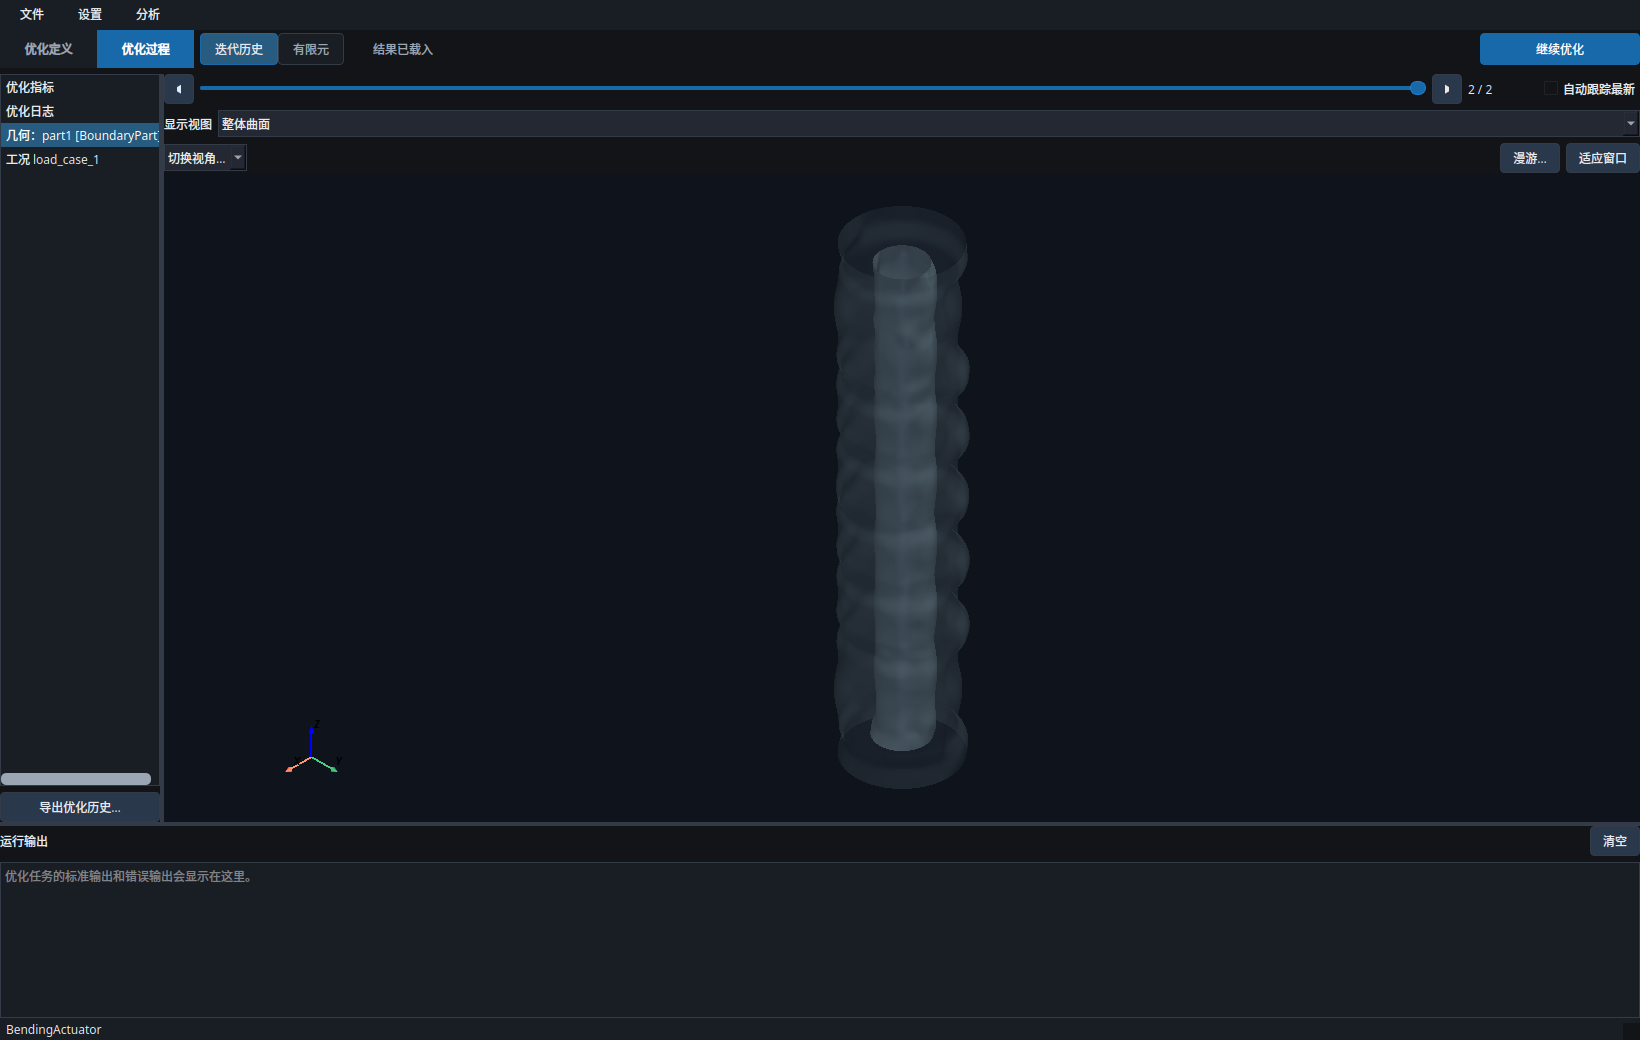 文件 设置 分析
优化定义 优化过程 迭代历史 有限元 结果已载入 继续优化
优化指标
2 / 2 自动跟踪最新
优化日志
显示视图 整体曲面
几何：part1 [BoundaryPart]
切换视角... 漫游... 适应窗口
工况 load_case_1
Z
Y
导出优化历史...
运行输出 清空
优化任务的标准输出和错误输出会显示在这里。
BendingActuator